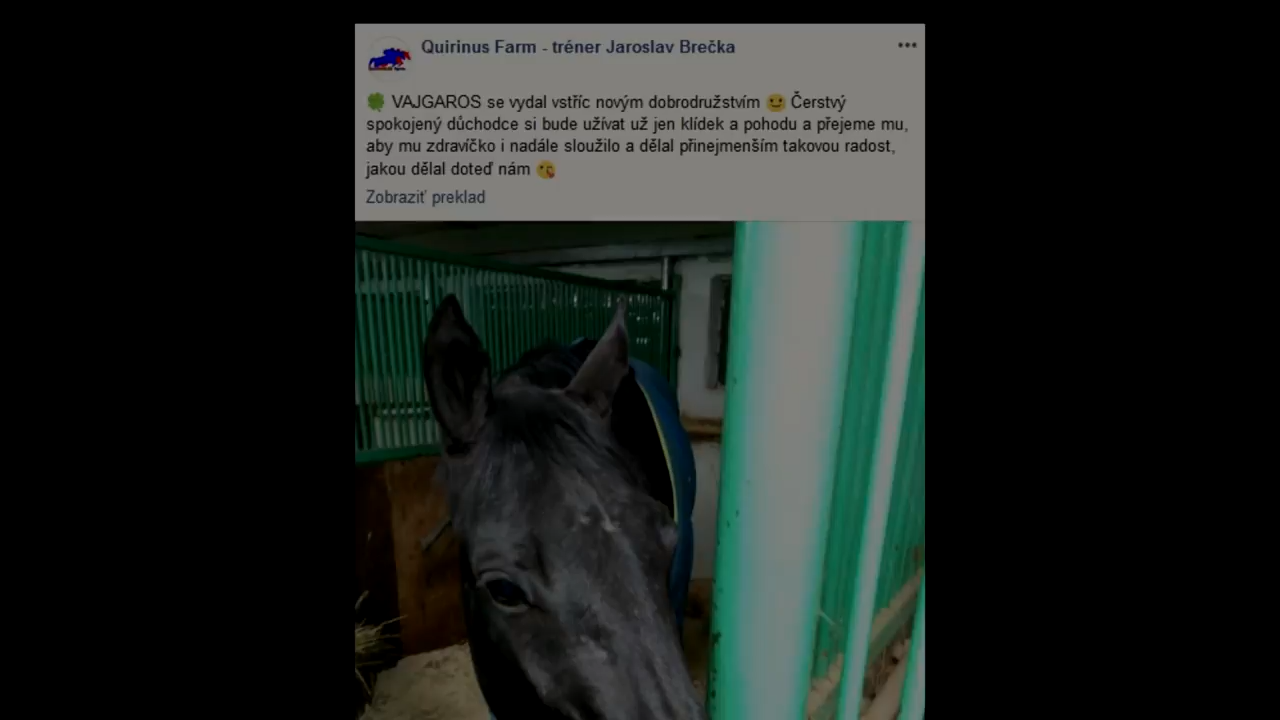 Quirinus Farm - tréner Jaroslav Brečka
🍀 VAJGAROS se vydal vstříc novým dobrodružstvím 🙂 Čerstvý
spokojený důchodce si bude užívat už jen klídek a pohodu a přejeme mu,
aby mu zdravíčko i nadále sloužilo a dělal přinejmenším takovou radost,
jakou dělal doteď nám 😘
Zobraziť preklad